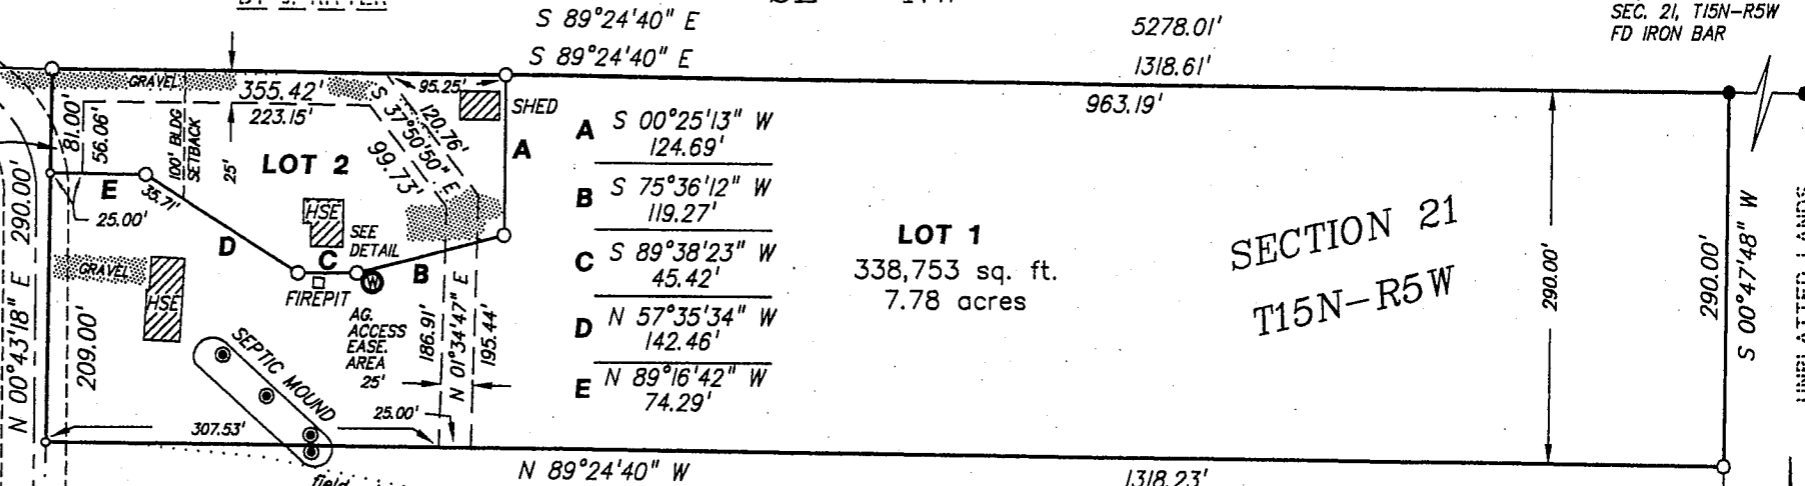 S 89°24'40" E
5278.01'
SEC. 21, T15N-R5W
FD IRON BAR
S 89°24'40" E
1318.61'
GRAVEL
355.42'
95.25'
SHED
963.19'
223.15'
81.00'
56.06'
100' BLDG
SETBACK
25'
LOT 2
S 37°50'50" E
120.76'
99.73'
A
E
35.71'
25.00'
D
HSE
SEE
DETAIL
C
B
W
FIREPIT
GRAVEL
HSE
AG.
ACCESS
EASE.
AREA
25'
186.91'
N 01°34'47" E
195.44'
N 00°43'18" E 290.00'
209.00'
SEPTIC MOUND
25.00'
307.53'
field
A S 00°25'13" W
124.69'
B S 75°36'12" W
119.27'
C S 89°38'23" W
45.42'
D N 57°35'34" W
142.46'
E N 89°16'42" W
74.29'
LOT 1
338,753 sq. ft.
7.78 acres
SECTION 21
T15N-R5W
290.00'
290.00'
S 00°47'48" W
N 89°24'40" W
1318.23'